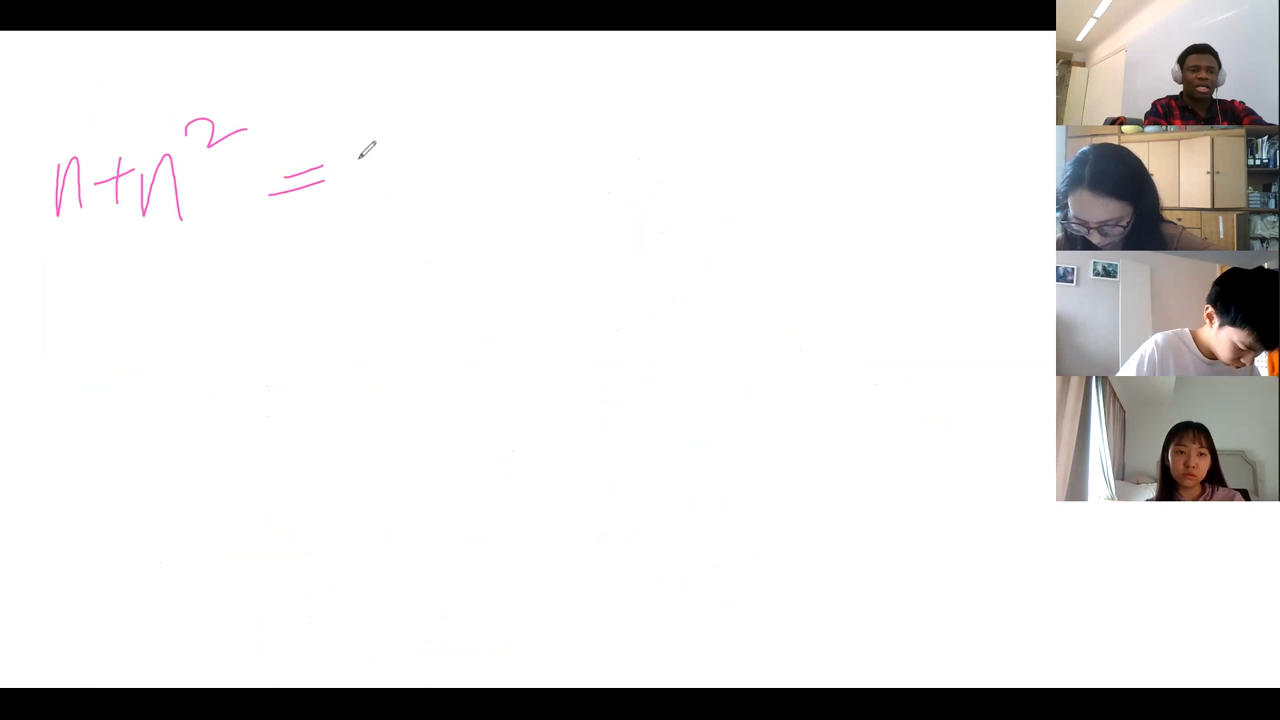 n+n² =